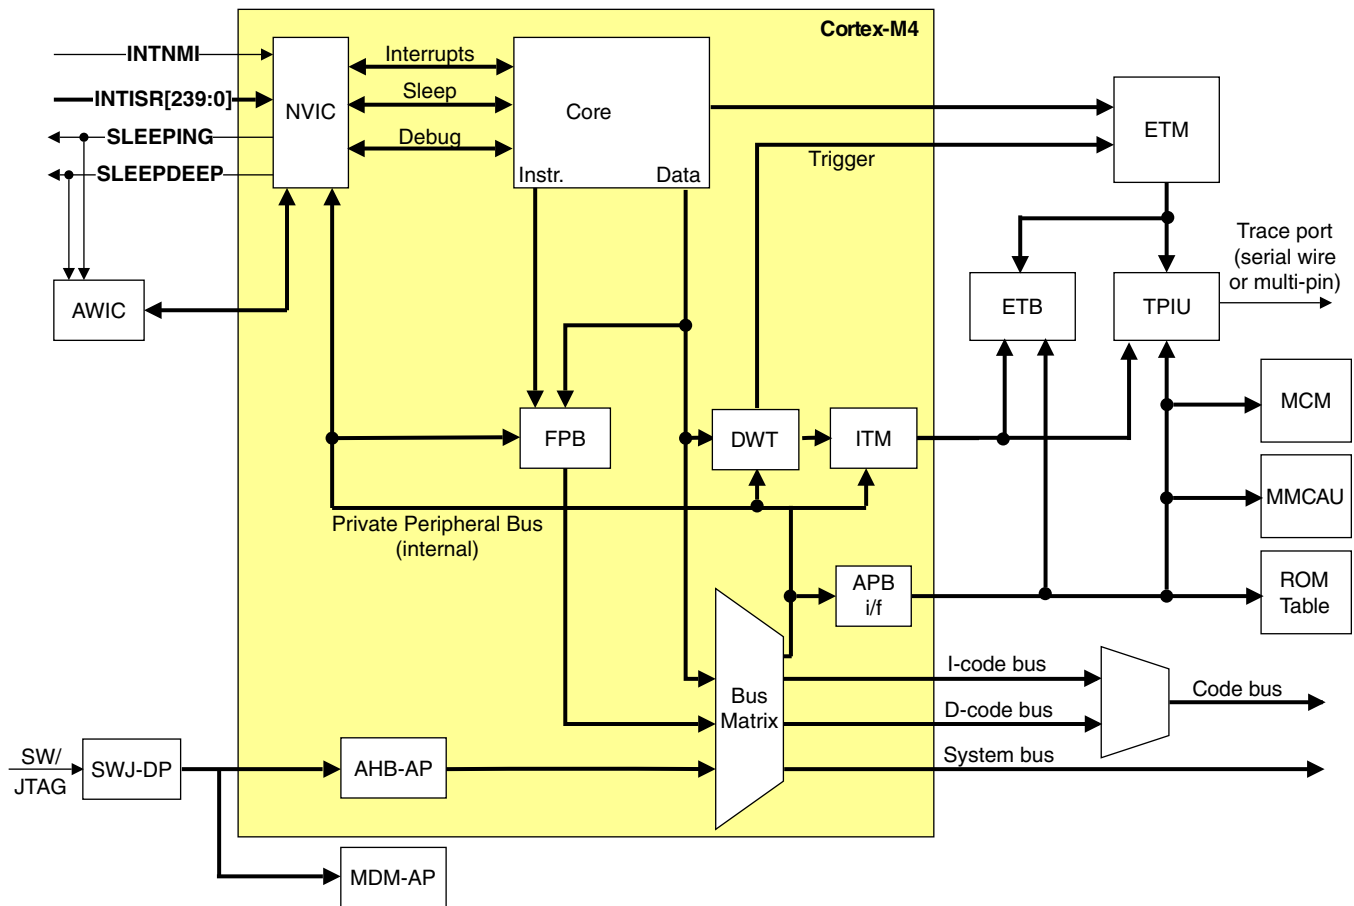 Cortex-M4
INTNMI
INTISR[239:0]
SLEEPING
SLEEPDEEP
NVIC
Interrupts
Sleep
Debug
Core
Instr.
Data
ETM
Trigger
Trace port
(serial wire
or multi-pin)
AWIC
ETB
TPIU
MCM
FPB
DWT
ITM
MMCAU
Private Peripheral Bus
(internal)
APB
i/f
ROM
Table
I-code bus
Bus
Matrix
Code bus
D-code bus
System bus
SW/
JTAG
SWJ-DP
AHB-AP
MDM-AP